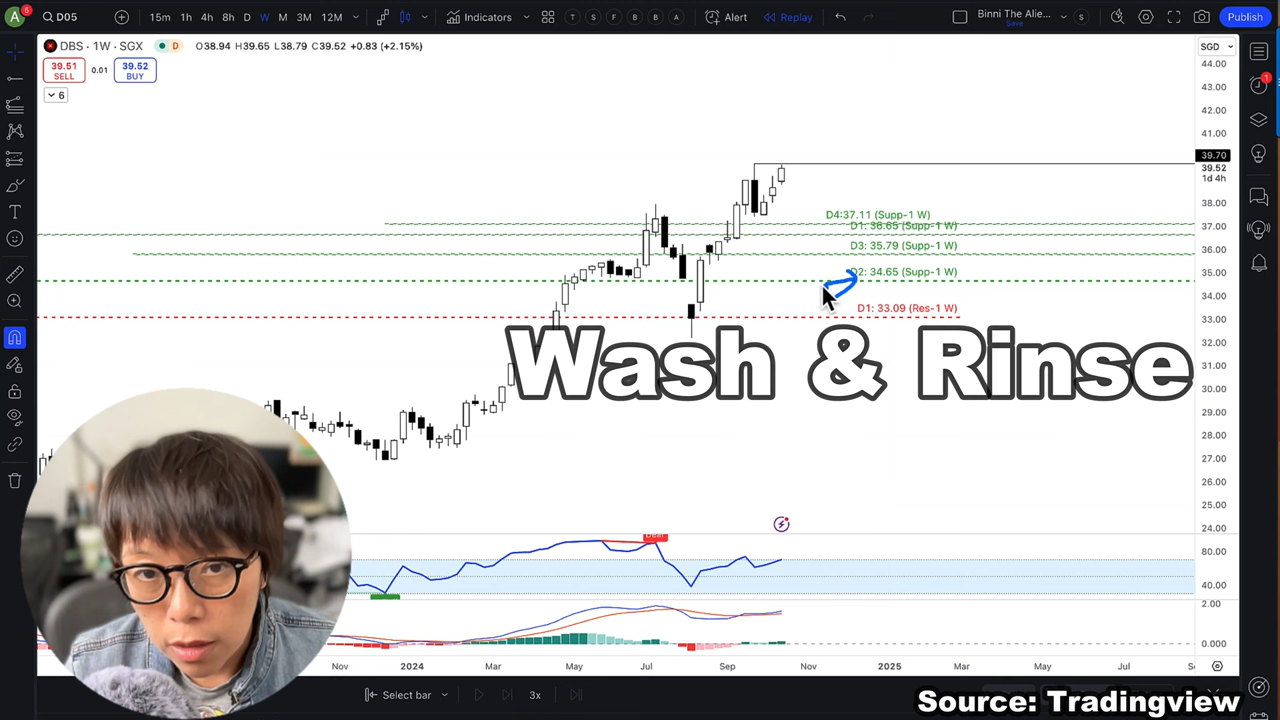 A 5 D05 15m 1h 4h 8h D W M 3M 12M Indicators T S F B B A Alert Replay Binni The Alie... Save S Publish
DBS · 1W · SGX D O38.94 H39.65 L38.79 C39.52 +0.83 (+2.15%)
SGD
39.51 SELL 0.01 39.52 BUY
6
44.00
43.00
42.00
41.00
39.70
39.52
1d 4h
38.00
37.00
36.00
35.00
34.00
33.00
32.00
31.00
30.00
29.00
28.00
27.00
26.00
25.00
24.00
D4:37.11 (Supp-1 W)
D1: 36.65 (Supp-1 W)
D3: 35.79 (Supp-1 W)
D2: 34.65 (Supp-1 W)
D1: 33.09 (Res-1 W)
Wash & Rinse
80.00
40.00
2.00
0.000
Nov 2024 Mar May Jul Sep Nov 2025 Mar May Jul
Select bar 3x
Source: Tradingview
1